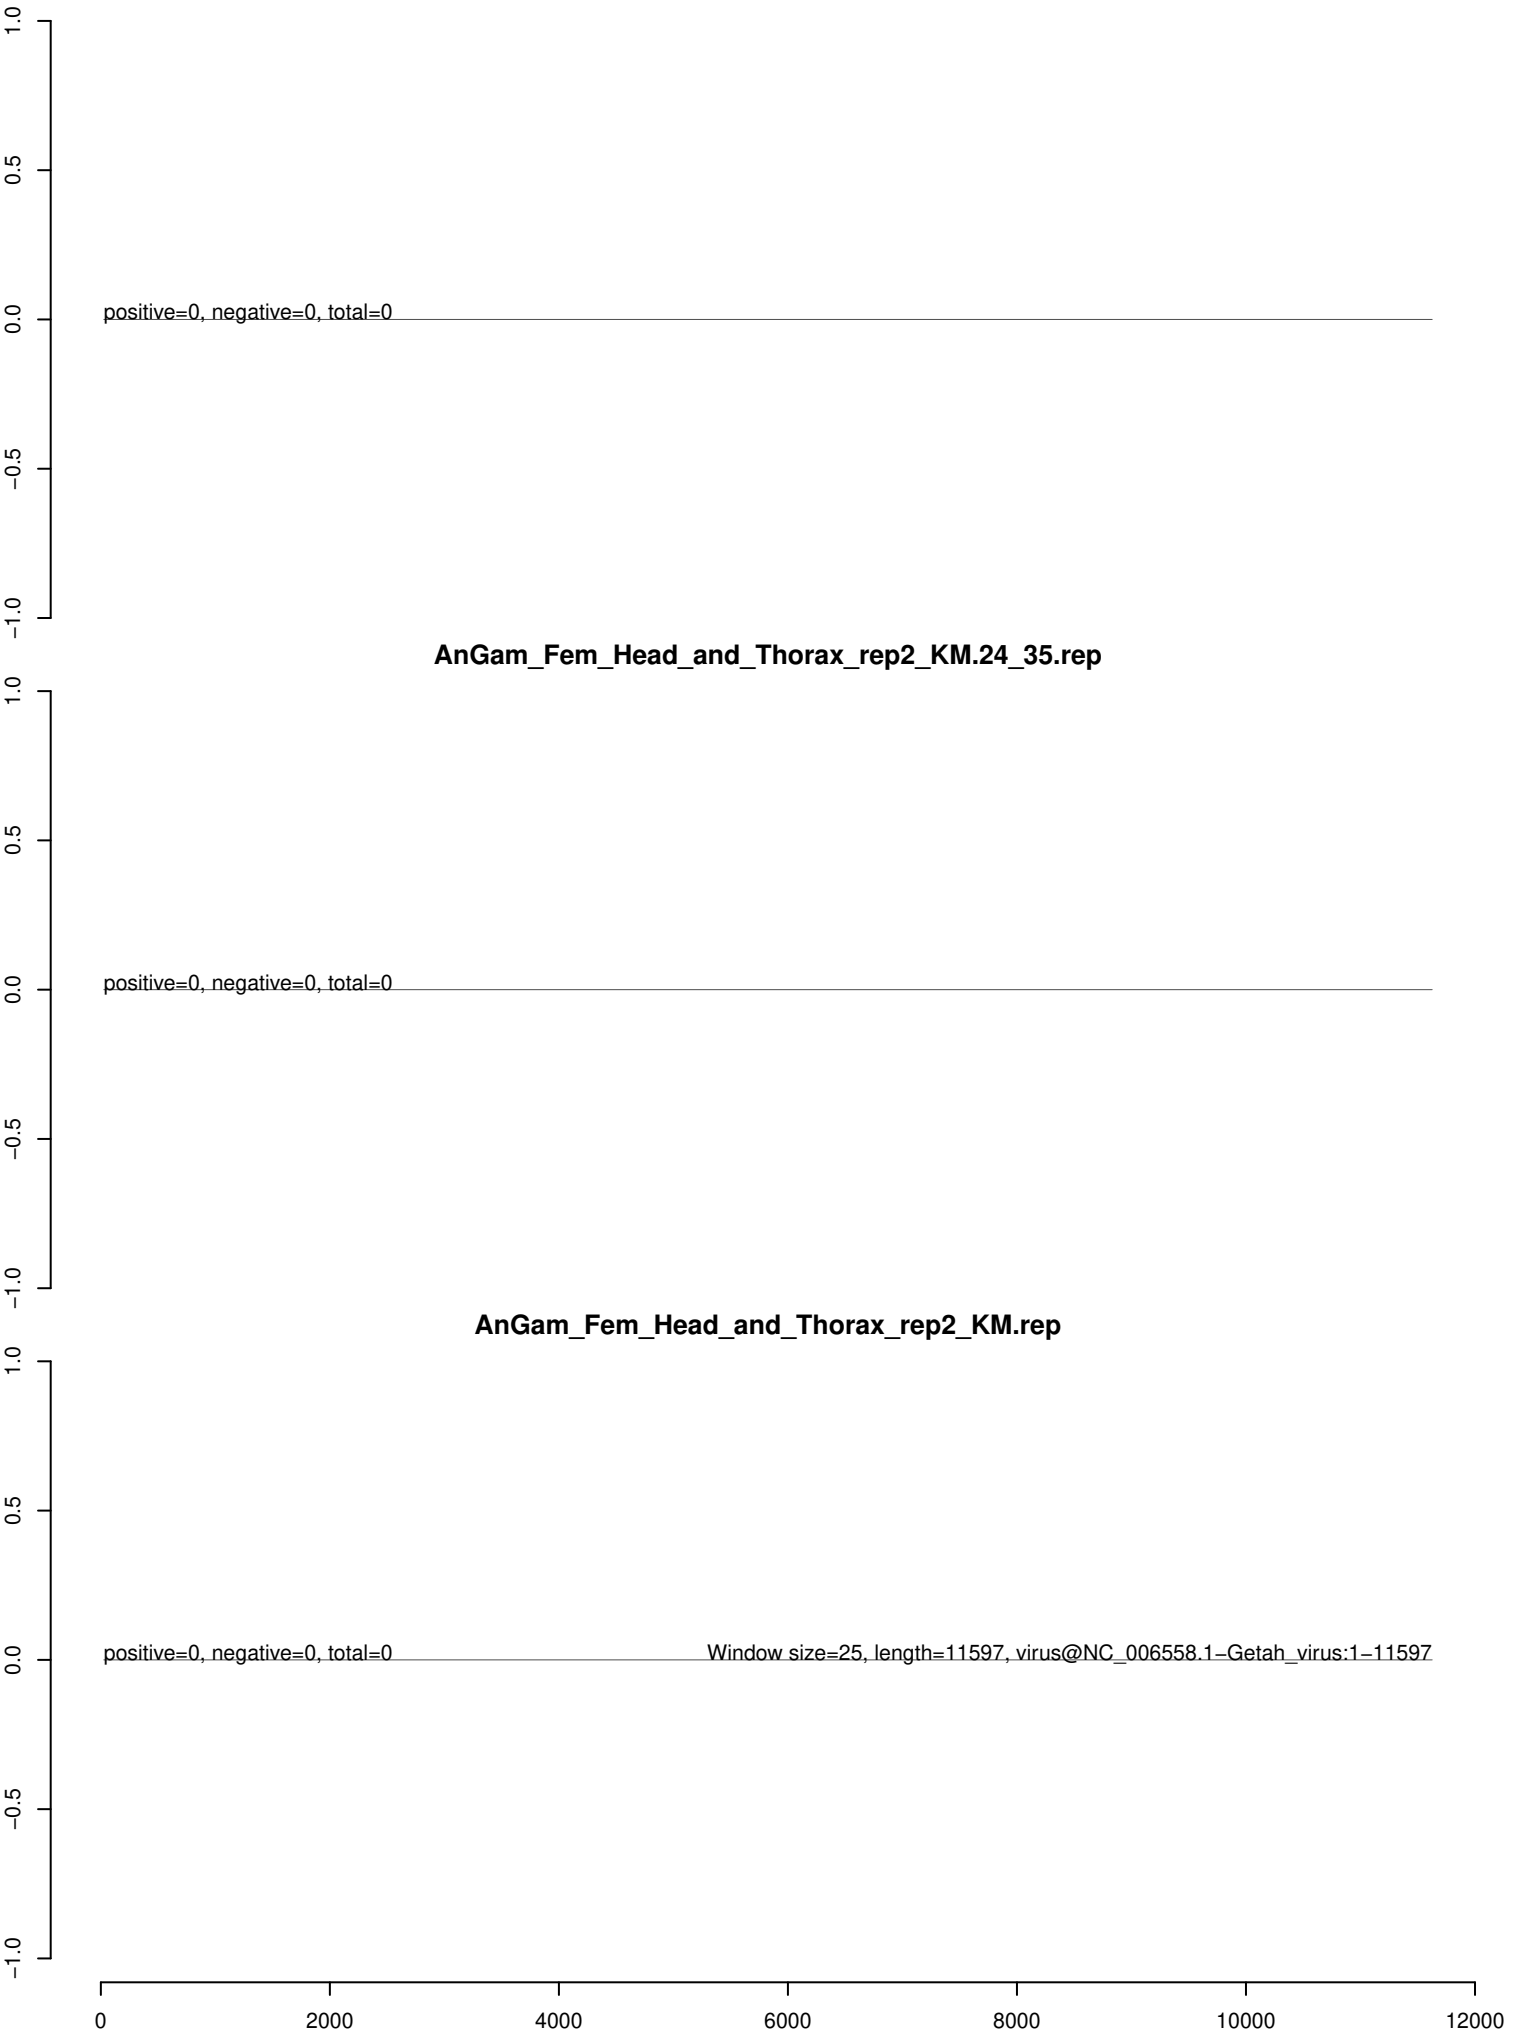 1.0
0.5
0.0
−0.5
−1.0
positive=0, negative=0, total=0
AnGam_Fem_Head_and_Thorax_rep2_KM.24_35.rep
1.0
0.5
0.0
−0.5
−1.0
positive=0, negative=0, total=0
AnGam_Fem_Head_and_Thorax_rep2_KM.rep
1.0
0.5
0.0
−0.5
−1.0
positive=0, negative=0, total=0 Window size=25, length=11597, virus@NC_006558.1−Getah_virus:1−11597
0 2000 4000 6000 8000 10000 12000